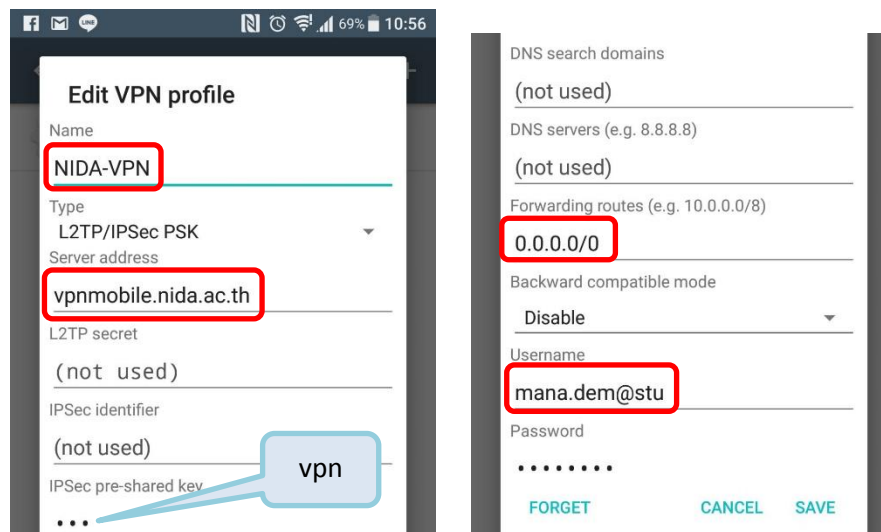 69% 10:56
Edit VPN profile
Name
NIDA-VPN
Type
L2TP/IPSec PSK
Server address
vpnmobile.nida.ac.th
L2TP secret
(not used)
IPSec identifier
(not used)
IPSec pre-shared key
•••
vpn
DNS search domains
(not used)
DNS servers (e.g. 8.8.8.8)
(not used)
Forwarding routes (e.g. 10.0.0.0/8)
0.0.0.0/0
Backward compatible mode
Disable
Username
mana.dem@stu
Password
••••••••
FORGET CANCEL SAVE